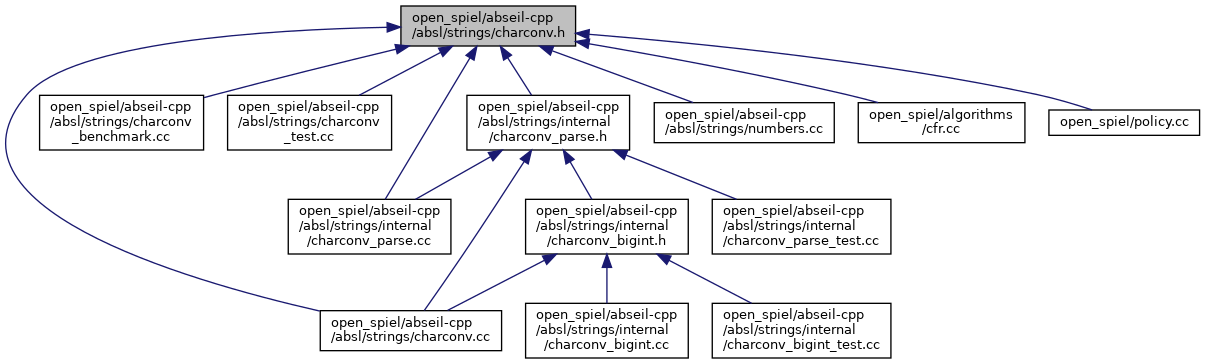 open_spiel/abseil-cpp
/absl/strings/charconv.h
open_spiel/abseil-cpp
/absl/strings/charconv
_benchmark.cc
open_spiel/abseil-cpp
/absl/strings/charconv
_test.cc
open_spiel/abseil-cpp
/absl/strings/internal
/charconv_parse.h
open_spiel/abseil-cpp
/absl/strings/numbers.cc
open_spiel/algorithms
/cfr.cc
open_spiel/policy.cc
open_spiel/abseil-cpp
/absl/strings/internal
/charconv_parse.cc
open_spiel/abseil-cpp
/absl/strings/internal
/charconv_bigint.h
open_spiel/abseil-cpp
/absl/strings/internal
/charconv_parse_test.cc
open_spiel/abseil-cpp
/absl/strings/charconv.cc
open_spiel/abseil-cpp
/absl/strings/internal
/charconv_bigint.cc
open_spiel/abseil-cpp
/absl/strings/internal
/charconv_bigint_test.cc